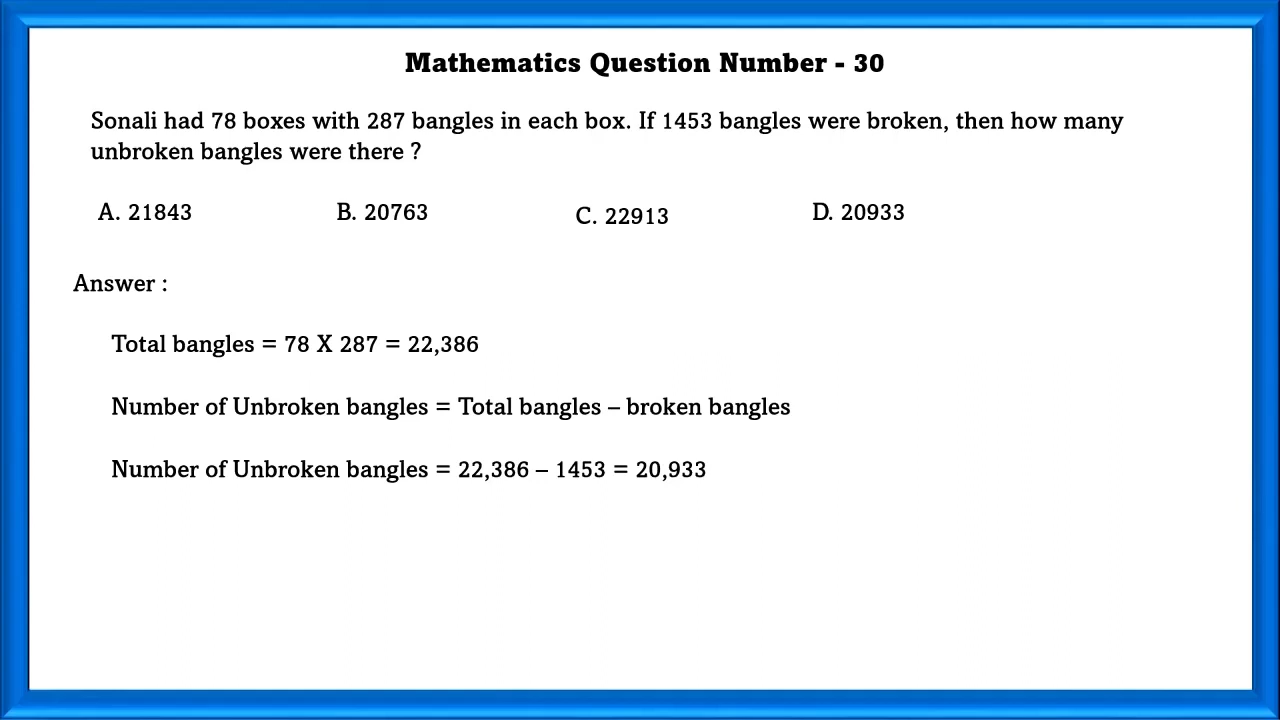 Mathematics Question Number - 30
Sonali had 78 boxes with 287 bangles in each box. If 1453 bangles were broken, then how many
unbroken bangles were there ?
A. 21843 B. 20763 C. 22913 D. 20933
Answer :
Total bangles = 78 X 287 = 22,386
Number of Unbroken bangles = Total bangles – broken bangles
Number of Unbroken bangles = 22,386 – 1453 = 20,933